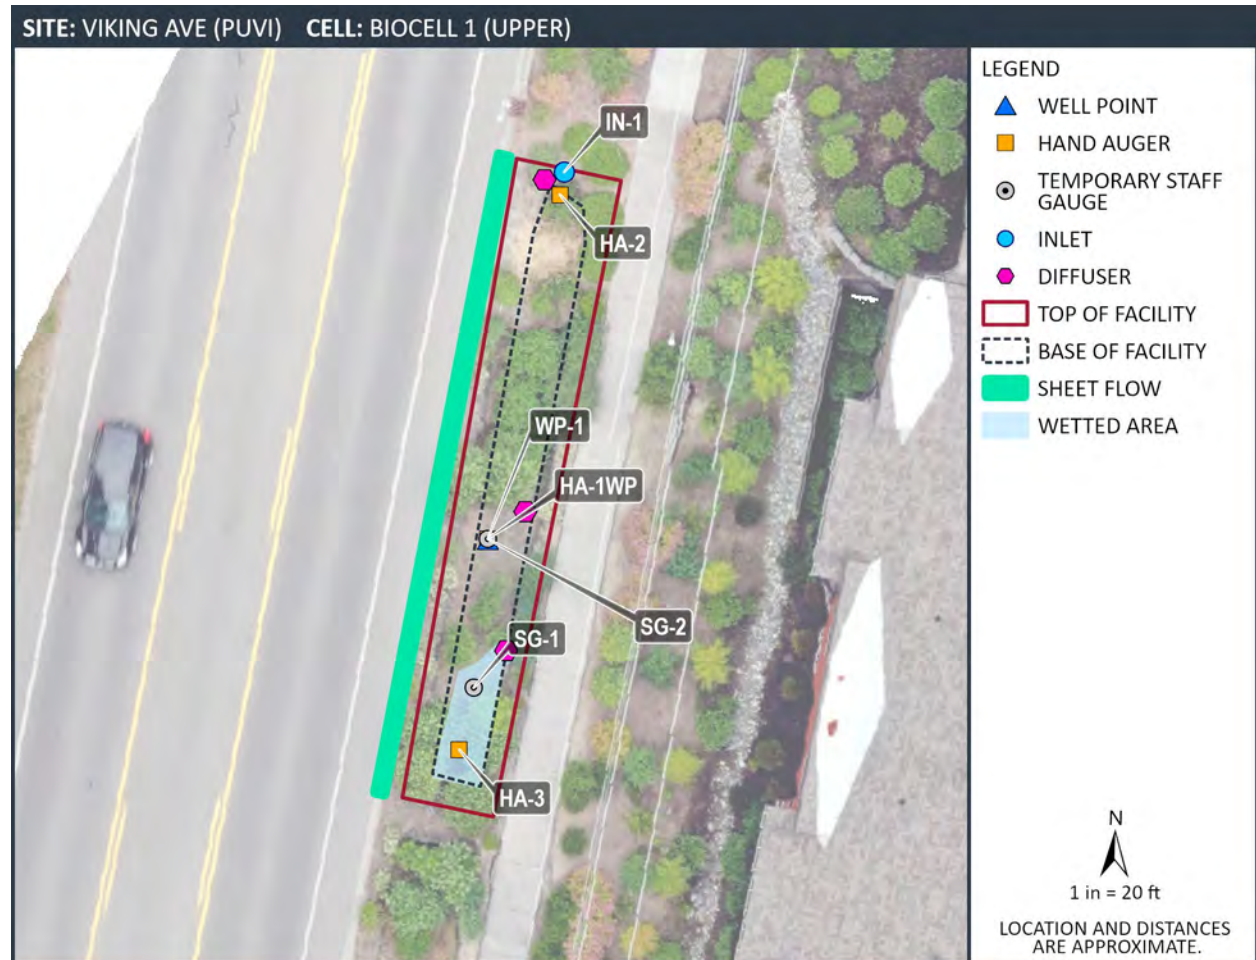 SITE: VIKING AVE (PUVI) CELL: BIOCELL 1 (UPPER)
IN-1
HA-2
WP-1
HA-1WP
SG-2
SG-1
HA-3
LEGEND
WELL POINT
HAND AUGER
TEMPORARY STAFF
GAUGE
INLET
DIFFUSER
TOP OF FACILITY
BASE OF FACILITY
SHEET FLOW
WETTED AREA
N
1 in = 20 ft
LOCATION AND DISTANCES
ARE APPROXIMATE.